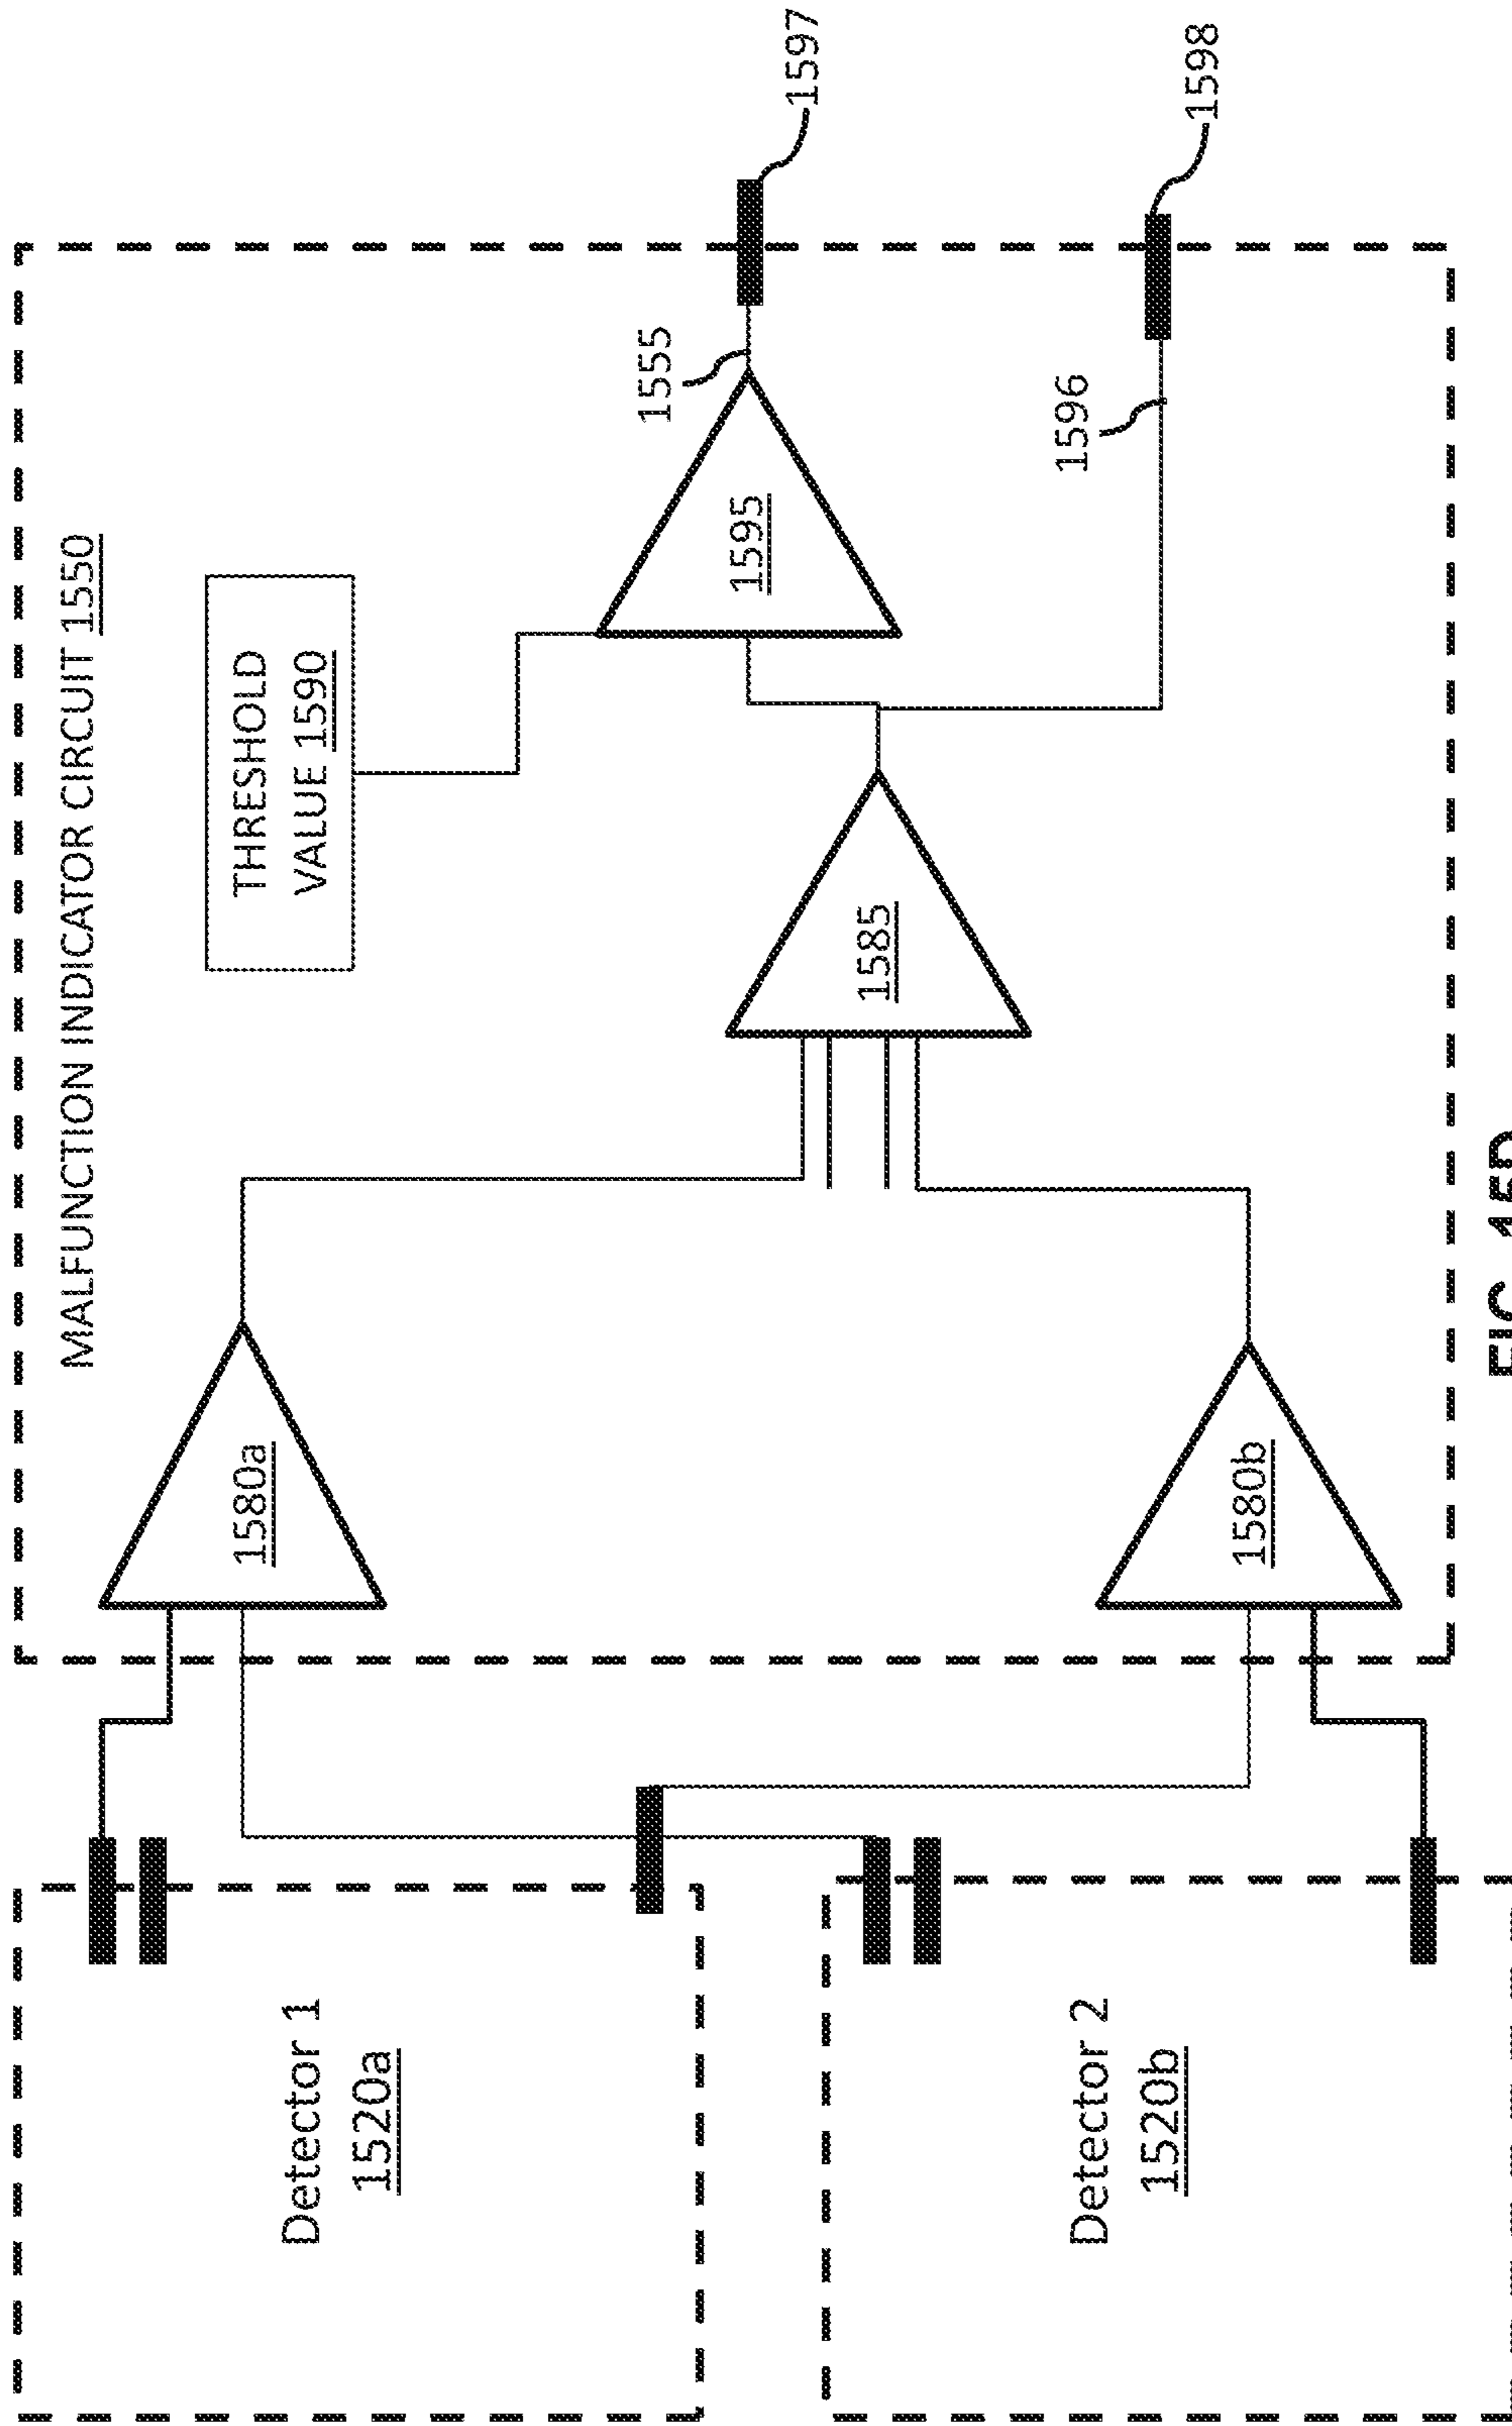 MALFUNCTION INDICATOR CIRCUIT 1550
Detector 1
1520a
Detector 2
1520b
1580a
1580b
1585
THRESHOLD
VALUE 1590
1595
1555
1596
1597
1598